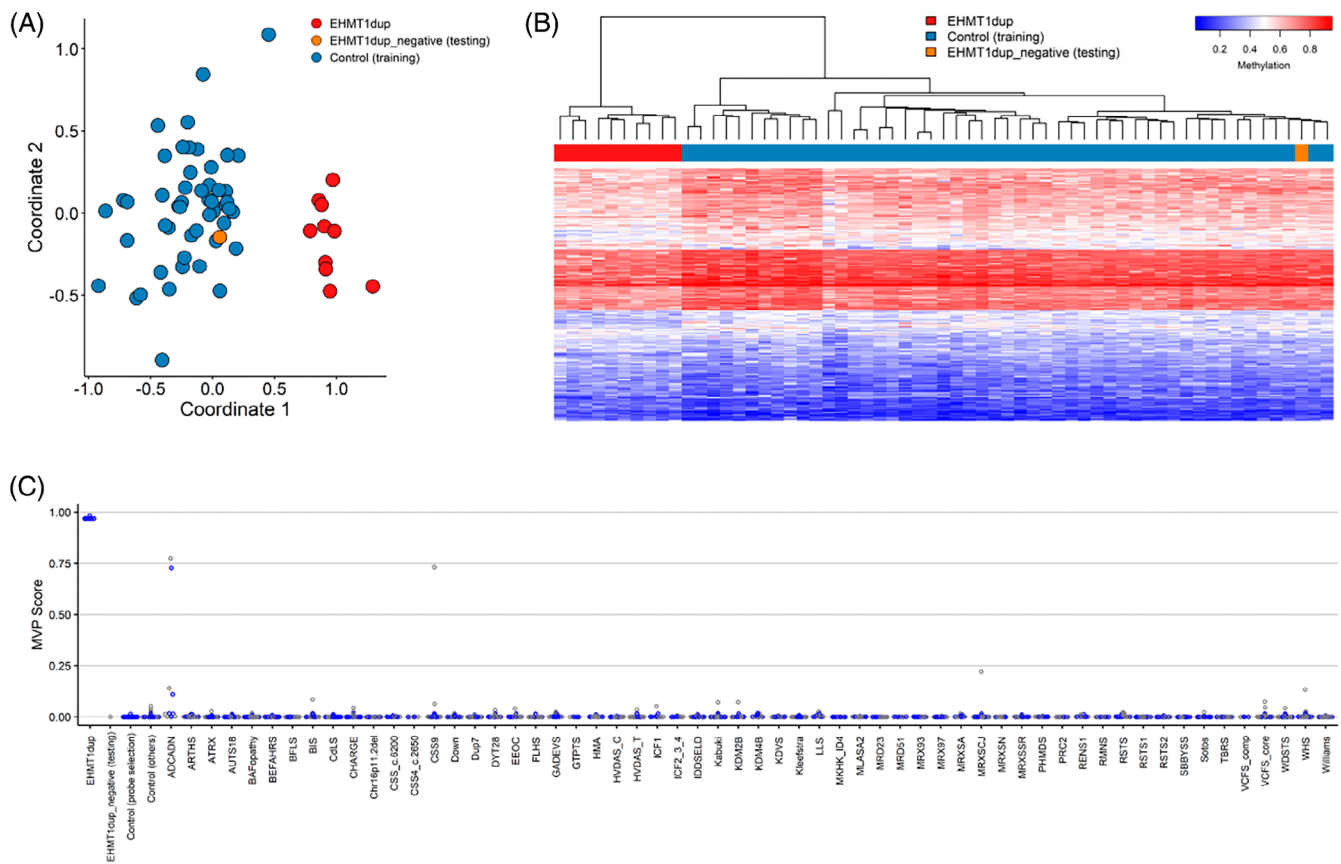 (A)
EHMT1dup
EHMT1dup_negative (testing)
Control (training)
1.0
0.5
0.0
-0.5
Coordinate 2
-1.0 -0.5 0.0 0.5 1.0
Coordinate 1
(B)
EHMT1dup
Control (training)
EHMT1dup_negative (testing)
0.2 0.4 0.6 0.8
Methylation
(C)
1.00
0.75
0.50
0.25
0.00
MVP Score
EHMT1dup
EHMT1dup_negative (testing)
Control (probe selection)
Control (others)
ADCADN
ARTHS
ATRX
AUTS18
BAFopathy
BEFAHRS
BFLS
BIS
CdLS
CHARGE
Chr16p11.2del
CSS_c.6200
CSS4_c.2650
CSS9
Down
Dup7
DYT28
EEOC
FLHS
GADEVS
GTPTS
HMA
HVDAS_C
HVDAS_T
ICF1
ICF2_3_4
IDDSELD
Kabuki
KDM2B
KDM4B
KDVS
Kleefstra
LLS
MKHK_ID4
MLASA2
MRD23
MRD51
MRX93
MRX97
MRXSA
MRXSCJ
MRXSN
MRXSSR
PHMDS
PRC2
RENS1
RMNS
RSTS
RSTS1
RSTS2
SBBYSS
Sotos
TBRS
VCFS_comp
VCFS_core
WDSTS
WHS
Williams